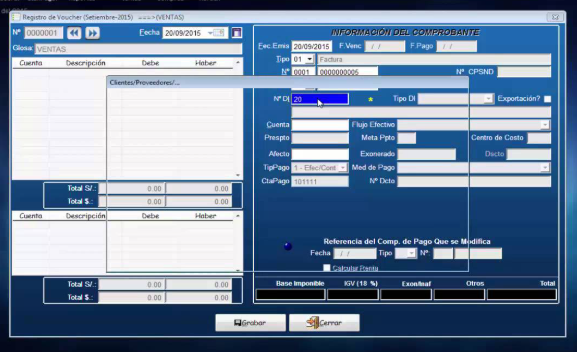 Registro de Voucher (Setiembre-2015) ===>(VENTAS)
Nº 0000001 Fecha 20/09/2015
Glosa: VENTAS
Cuenta Descripción Debe Haber
Total S/.: 0.00 0.00
Total $.: 0.00 0.00
Cuenta Descripción Debe Haber
Total S/.: 0.00 0.00
Total $.: 0.00 0.00
Clientes/Proveedores/...
INFORMACIÓN DEL COMPROBANTE
Fec.Emis 20/09/2015 F.Venc / / F.Pago / /
Tipo 01 Factura
Nº 0001 0000000005 Nº CPSND
Nº DI 20 * Tipo DI Exportación?
Cuenta Flujo Efectivo
Prespto Meta Ppto Centro de Costo
Afecto Exonerado Dscto
TipPago 1 - Efec/Cont Med de Pago
CtaPago 101111 Nº Dcto
Referencia del Comp. de Pago Que se Modifica
Fecha / / Tipo Nº
Calcular Renta
Base Imponible IGV (18 %) Exon/Inaf Otros Total
Grabar Cerrar